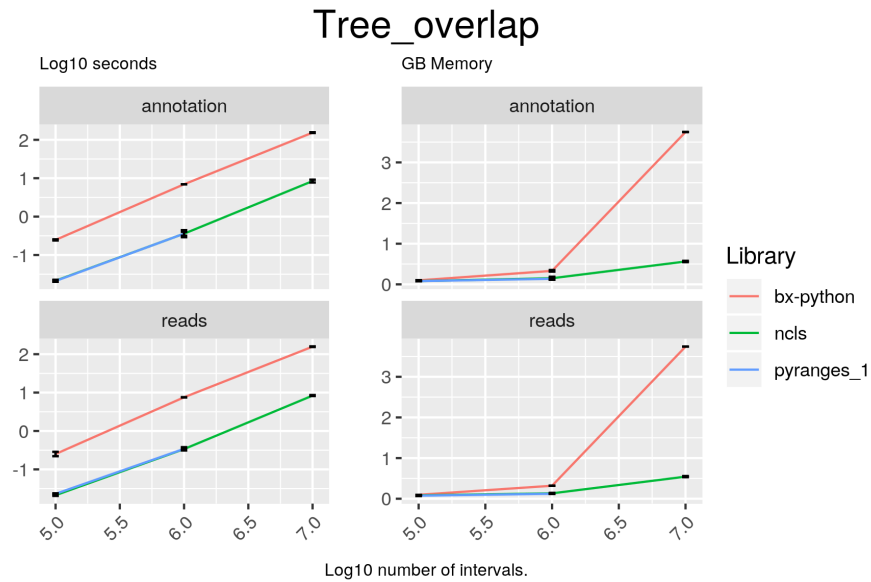 Tree_overlap
Log10 seconds
GB Memory
annotation
annotation
2
1
0
-1
3
2
1
0
reads
reads
2
1
0
-1
3
2
1
0
5.0 5.5 6.0 6.5 7.0
5.0 5.5 6.0 6.5 7.0
Log10 number of intervals.
Library
bx-python
ncls
pyranges_1